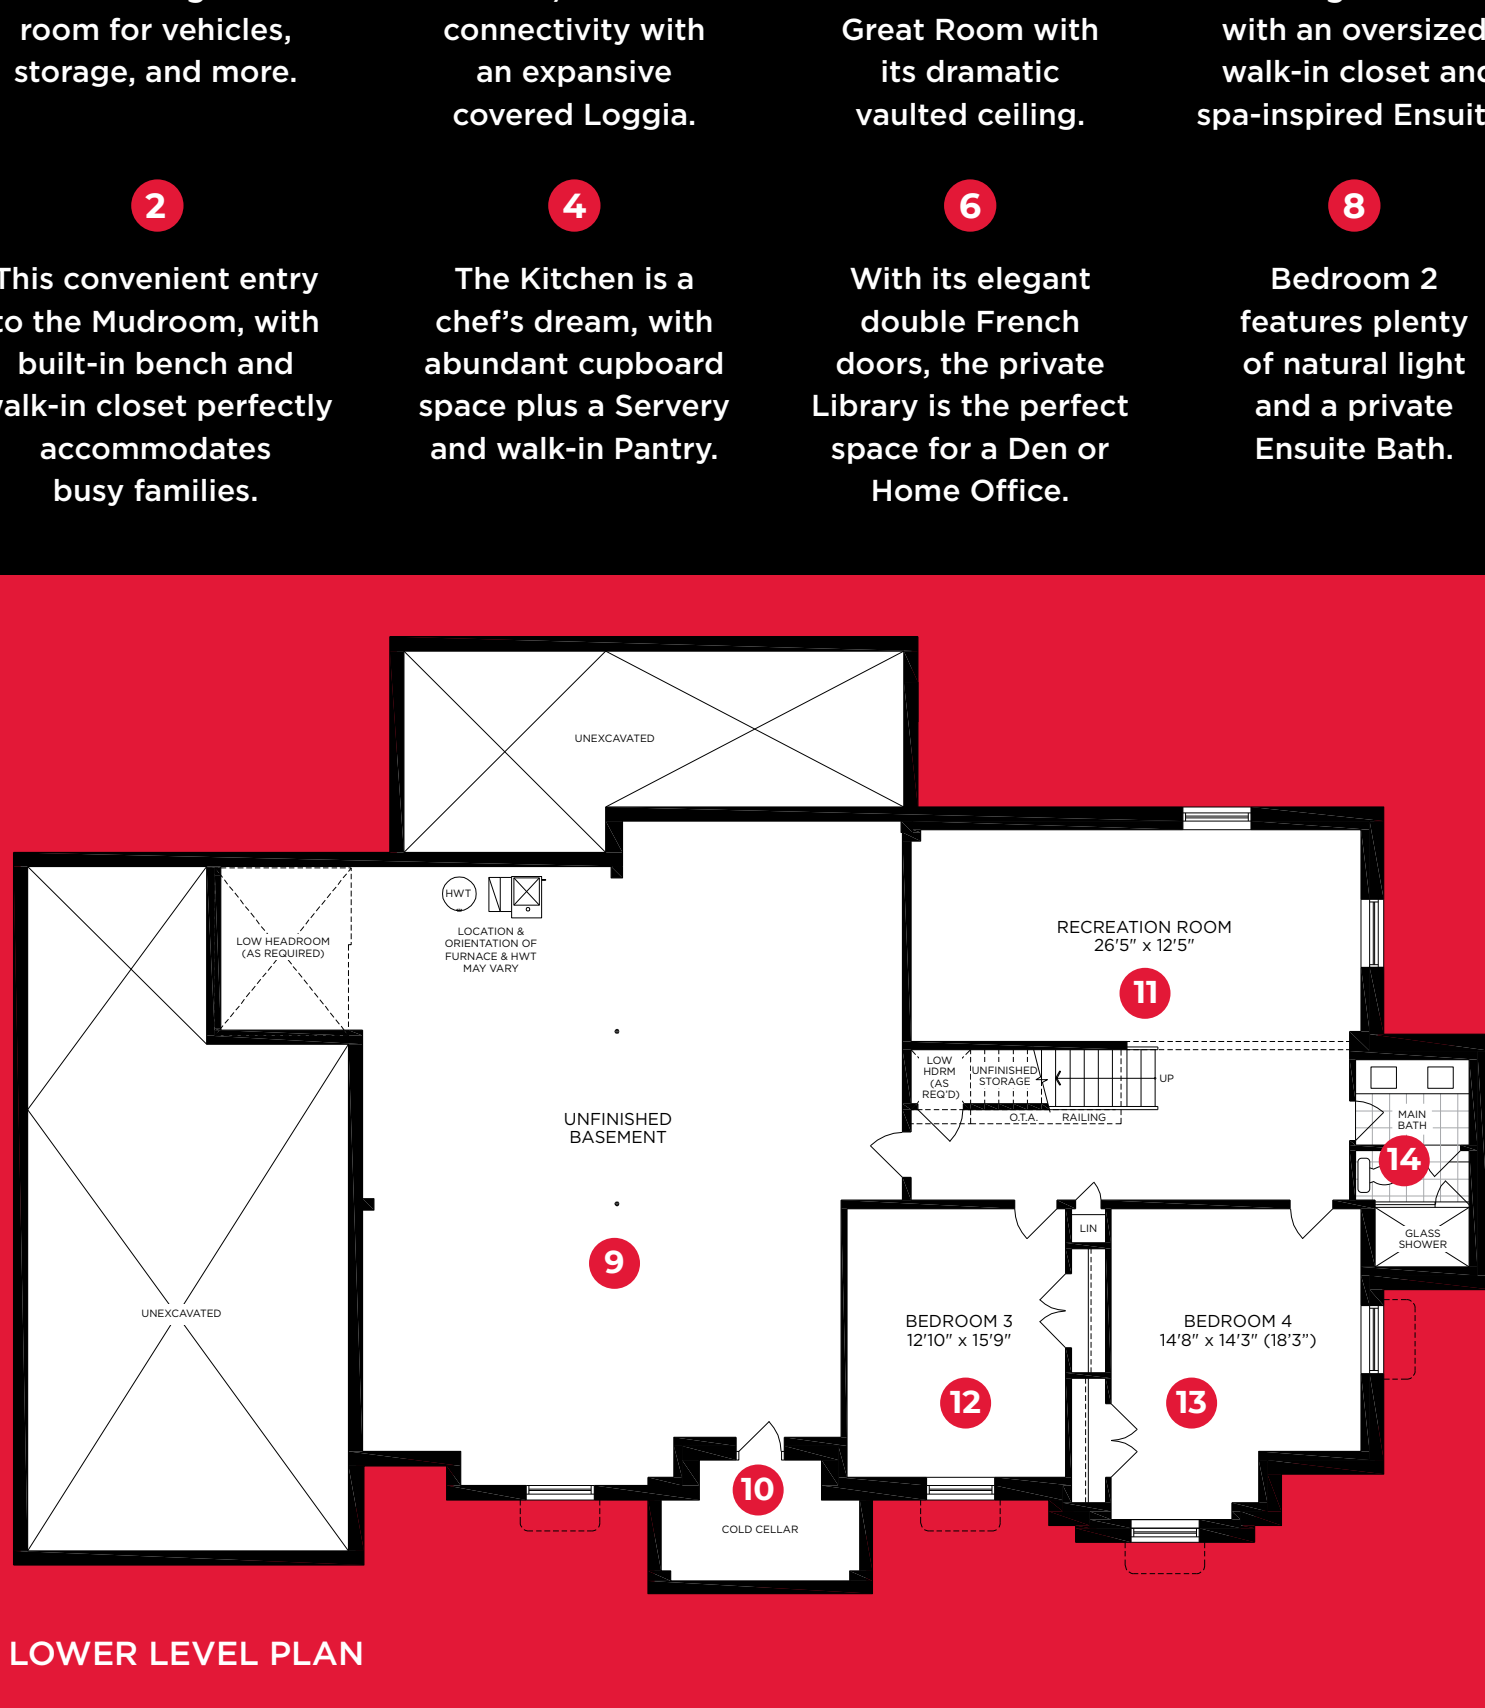 room for vehicles,
storage, and more.
connectivity with
an expansive
covered Loggia.
Great Room with
its dramatic
vaulted ceiling.
with an oversized
walk-in closet and
spa-inspired
2
This convenient entry
to the Mudroom, with
built-in bench and
walk-in closet perfectly
accommodates
busy families.
4
The Kitchen is a
chef's dream, with
abundant cupboard
space plus a Servery
and walk-in Pantry.
6
With its elegant
double French
doors, the private
Library is the perfect
space for a Den or
Home Office.
8
Bedroom 2
features plenty
of natural light
and a private
Ensuite Bath.
UNEXCAVATED
LOW HEADROOM
(AS REQUIRED)
HWT
LOCATION &
ORIENTATION OF
FURNACE & HWT
MAY VARY
RECREATION ROOM
26'5" x 12'5"
11
LOW
HDRM
(AS
REQ'D)
UNFINISHED
STORAGE
UP
O.T.A.
RAILING
MAIN
BATH
14
UNFINISHED
BASEMENT
9
LIN
GLASS
SHOWER
UNEXCAVATED
BEDROOM 3
12'10" x 15'9"
12
BEDROOM 4
14'8" x 14'3" (18'3")
13
10
COLD CELLAR
LOWER LEVEL PLAN